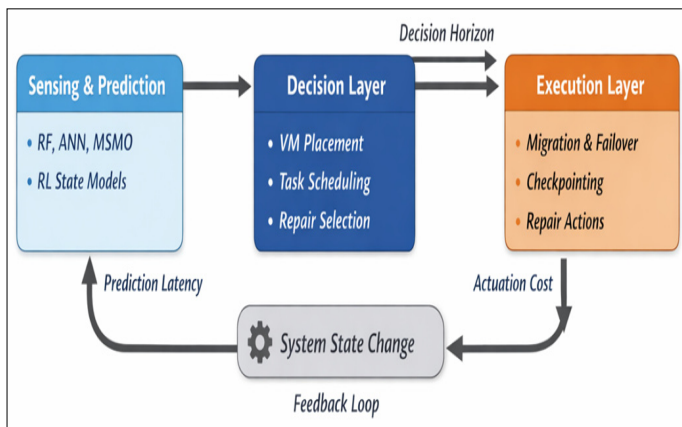 Decision Horizon
Sensing & Prediction
• RF, ANN, MSMO
• RL State Models
Decision Layer
• VM Placement
• Task Scheduling
• Repair Selection
Execution Layer
• Migration & Failover
• Checkpointing
• Repair Actions
Prediction Latency
Actuation Cost
System State Change
Feedback Loop